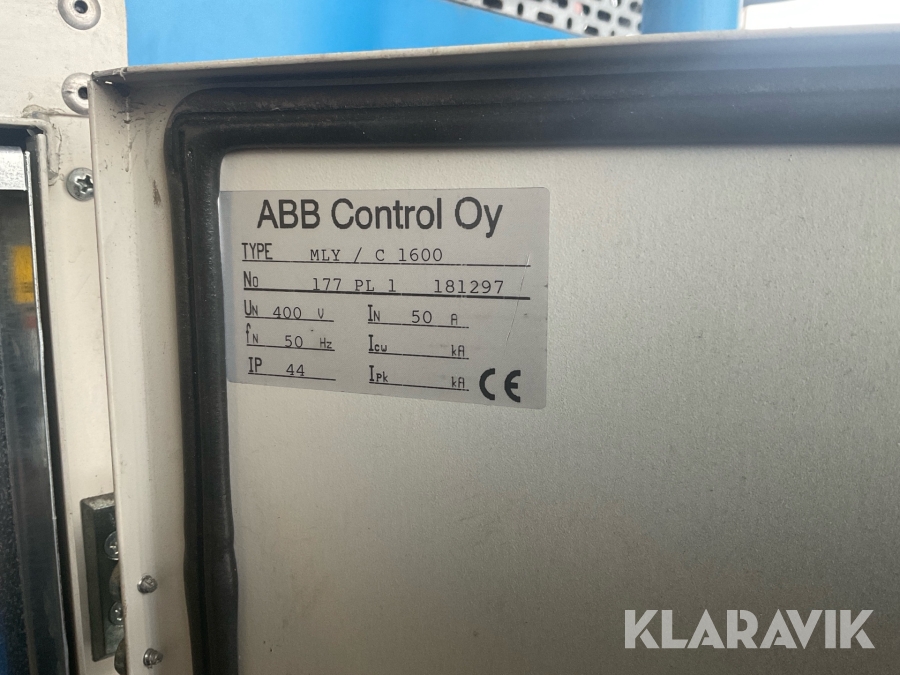 ABB Control Oy
TYPE MLY / C 1600
No 177 PL 1 181297
UN 400 V IN 50 A
fN 50 Hz Icw kA
IP 44 Ipk kA CE
KLARAVIK